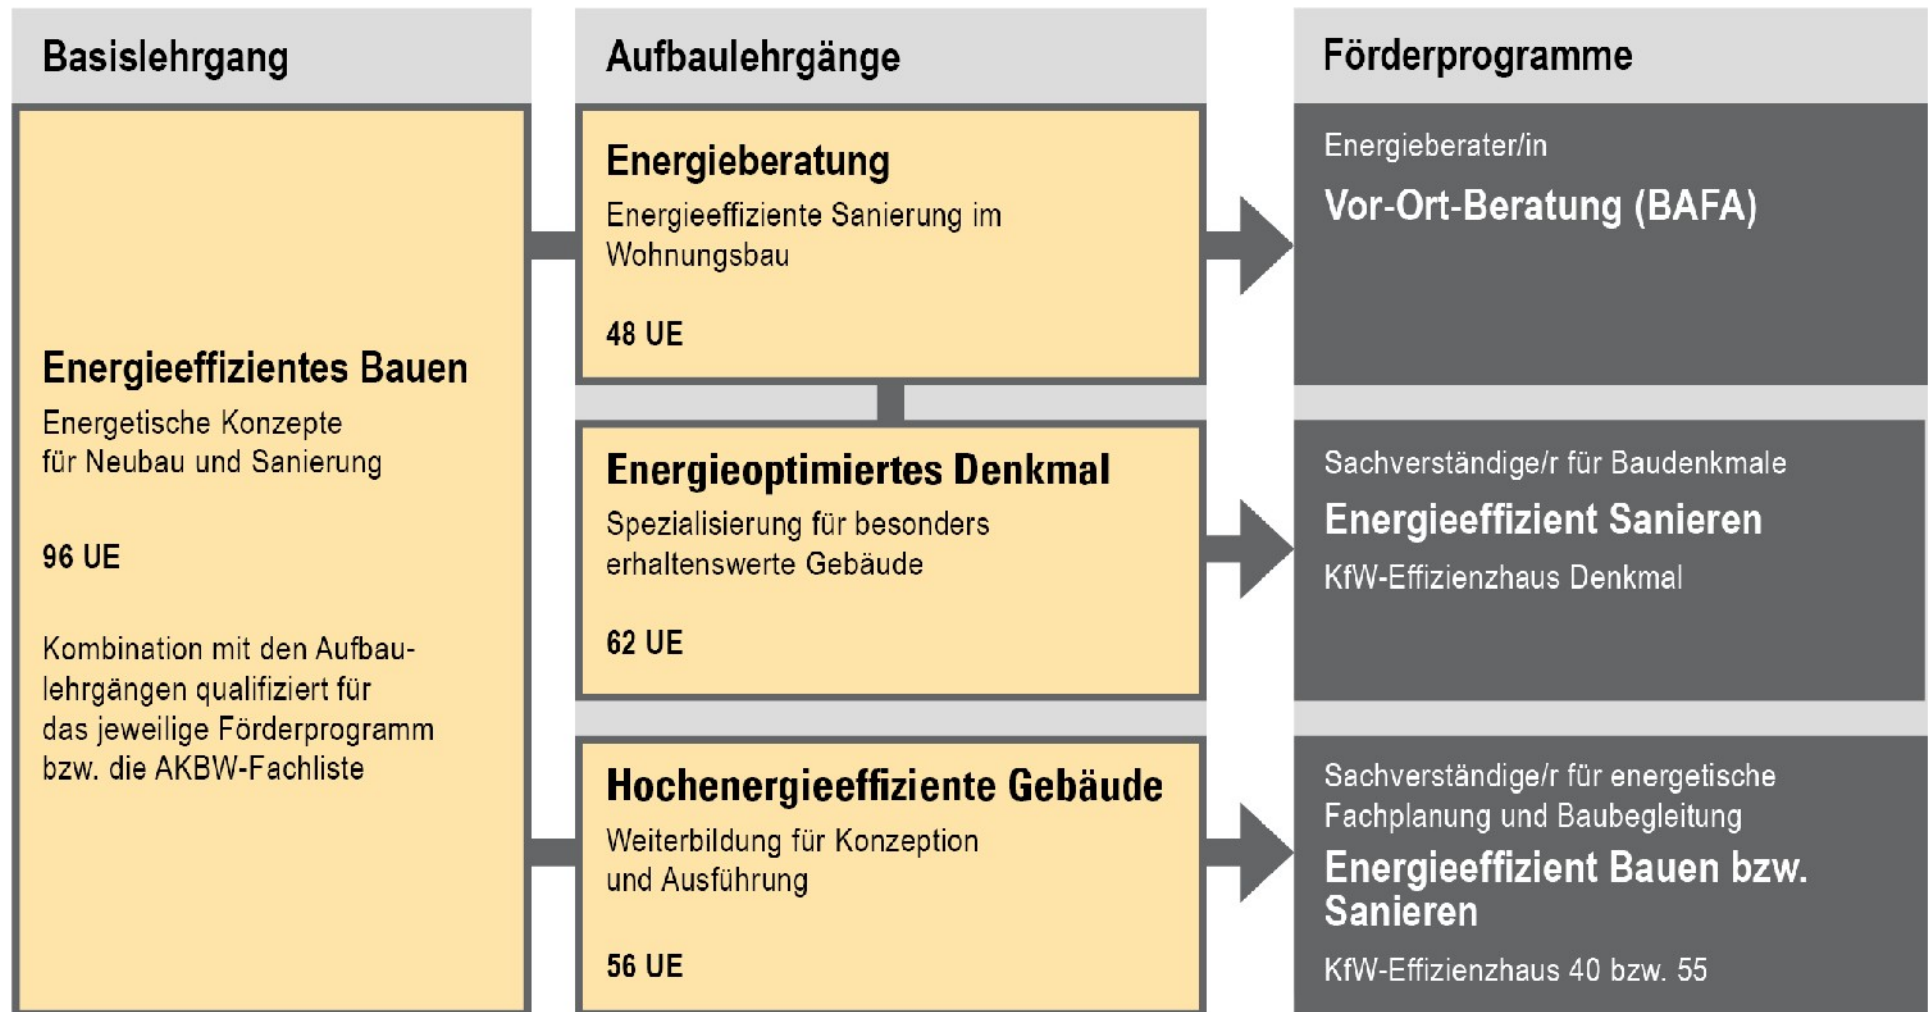 Basislehrgang
Energieeffizientes Bauen
Energetische Konzepte
für Neubau und Sanierung
96 UE
Kombination mit den Aufbau-
lehrgängen qualifiziert für
das jeweilige Förderprogramm
bzw. die AKBW-Fachliste
Aufbaulehrgänge
Energieberatung
Energieeffiziente Sanierung im
Wohnungsbau
48 UE
Energieoptimiertes Denkmal
Spezialisierung für besonders
erhaltenswerte Gebäude
62 UE
Hochenergieeffiziente Gebäude
Weiterbildung für Konzeption
und Ausführung
56 UE
Förderprogramme
Energieberater/in
Vor-Ort-Beratung (BAFA)
Sachverständige/r für Baudenkmale
Energieeffizient Sanieren
KfW-Effizienzhaus Denkmal
Sachverständige/r für energetische
Fachplanung und Baubegleitung
Energieeffizient Bauen bzw.
Sanieren
KfW-Effizienzhaus 40 bzw. 55